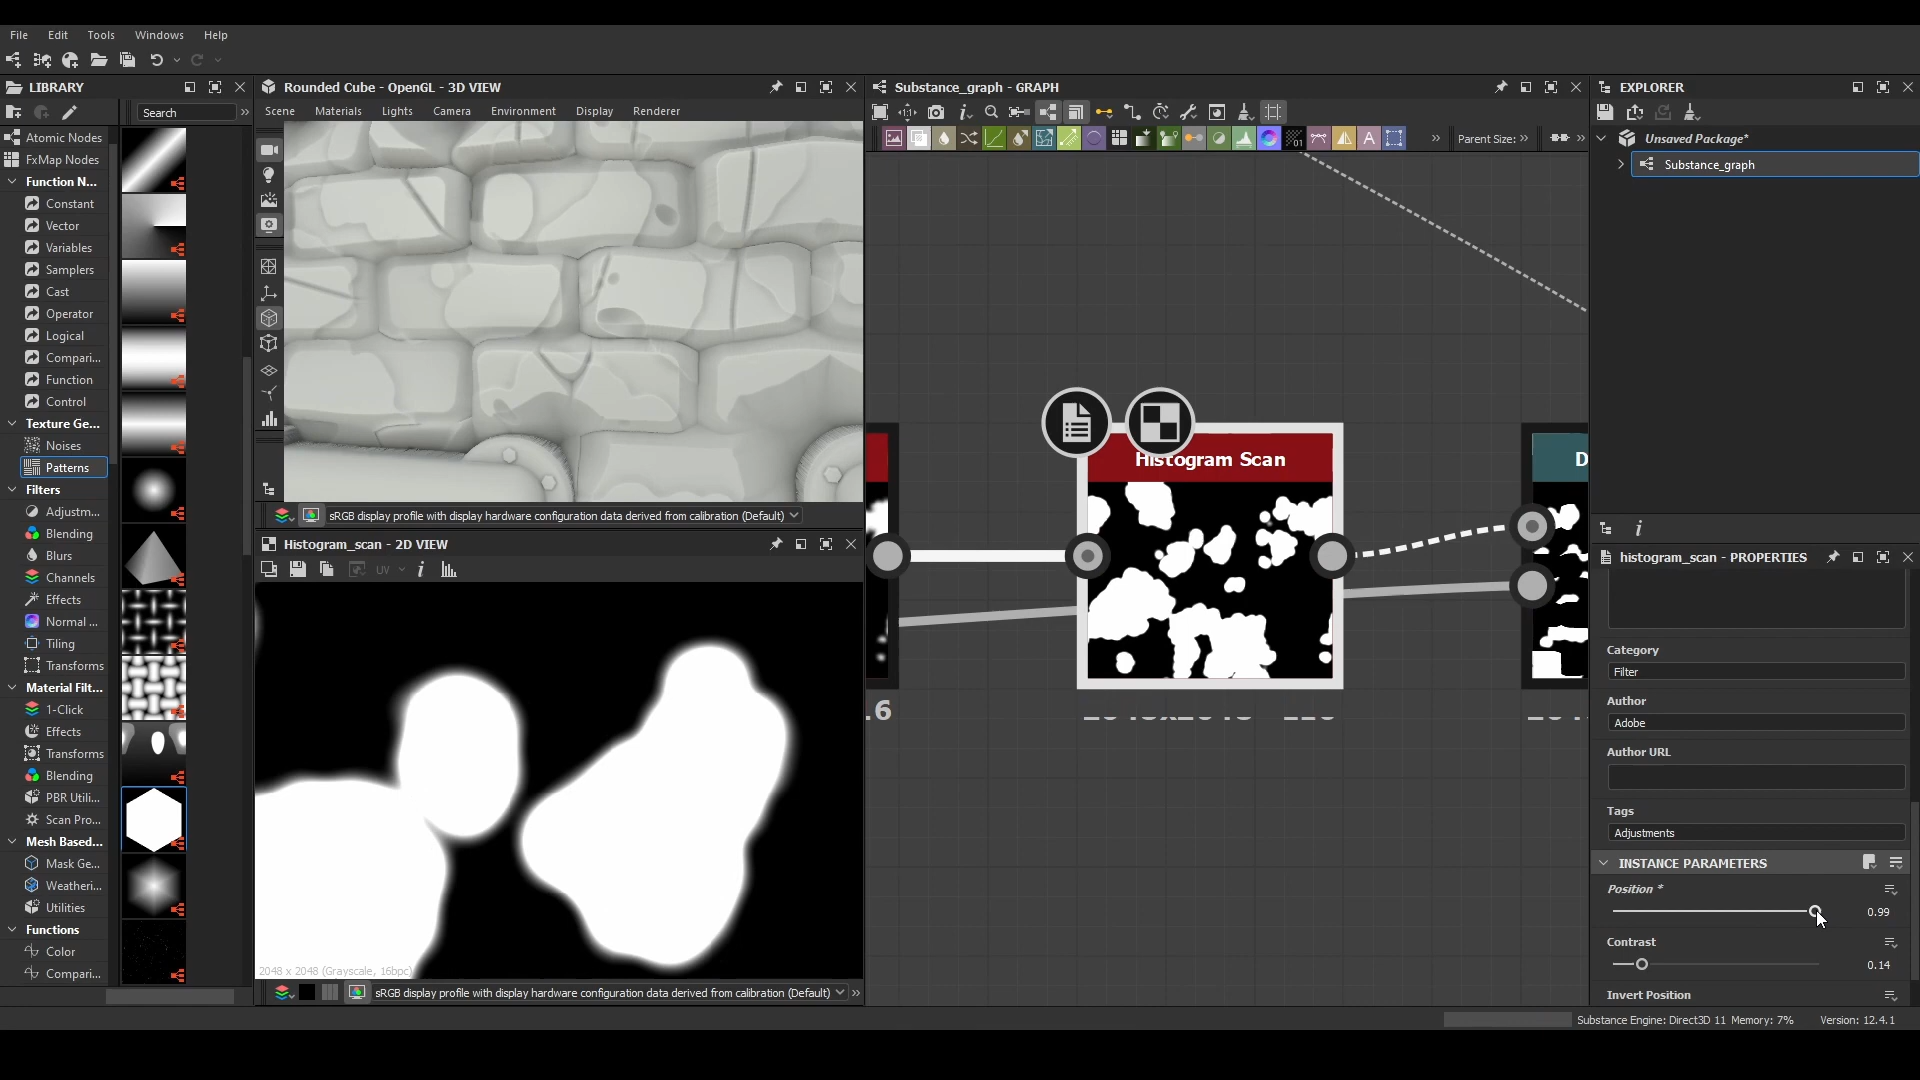 File Edit Tools Windows Help
LIBRARY
Search
Atomic Nodes
FxMap Nodes
Function N...
Constant
Vector
Variables
Samplers
Cast
Operator
Logical
Compari...
Function
Control
Texture Ge...
Noises
Patterns
Filters
Adjustm...
Blending
Blurs
Channels
Effects
Normal ...
Tiling
Transforms
Material Filt...
1-Click
Effects
Transforms
Blending
PBR Utili...
Scan Pro...
Mesh Based...
Mask Ge...
Weatheri...
Utilities
Functions
Color
Compari...
Rounded Cube - OpenGL - 3D VIEW
Scene Materials Lights Camera Environment Display Renderer
sRGB display profile with display hardware configuration data derived from calibration (Default)
Histogram_scan - 2D VIEW
UV
2048 x 2048 (Grayscale, 16bpc)
sRGB display profile with display hardware configuration data derived from calibration (Default)
Substance_graph - GRAPH
Parent Size:
Histogram Scan
D
.6
EXPLORER
Unsaved Package*
Substance_graph
histogram_scan - PROPERTIES
Category
Filter
Author
Adobe
Author URL
Tags
Adjustments
INSTANCE PARAMETERS
Position *
0.99
Contrast
0.14
Invert Position
Substance Engine: Direct3D 11 Memory: 7% Version: 12.4.1